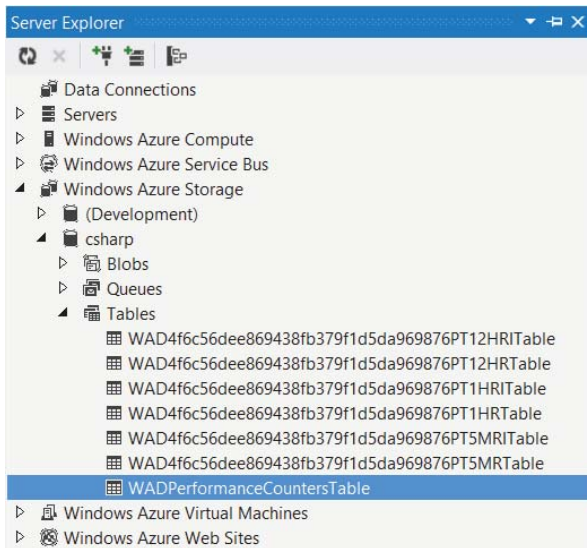 Server Explorer
Data Connections
Servers
Windows Azure Compute
Windows Azure Service Bus
Windows Azure Storage
(Development)
csharp
Blobs
Queues
Tables
WAD4f6c56dee869438fb379f1d5da969876PT12HRITable
WAD4f6c56dee869438fb379f1d5da969876PT12HRTable
WAD4f6c56dee869438fb379f1d5da969876PT1HRITable
WAD4f6c56dee869438fb379f1d5da969876PT1HRTable
WAD4f6c56dee869438fb379f1d5da969876PT5MRITable
WAD4f6c56dee869438fb379f1d5da969876PT5MRTable
WADPerformanceCountersTable
Windows Azure Virtual Machines
Windows Azure Web Sites